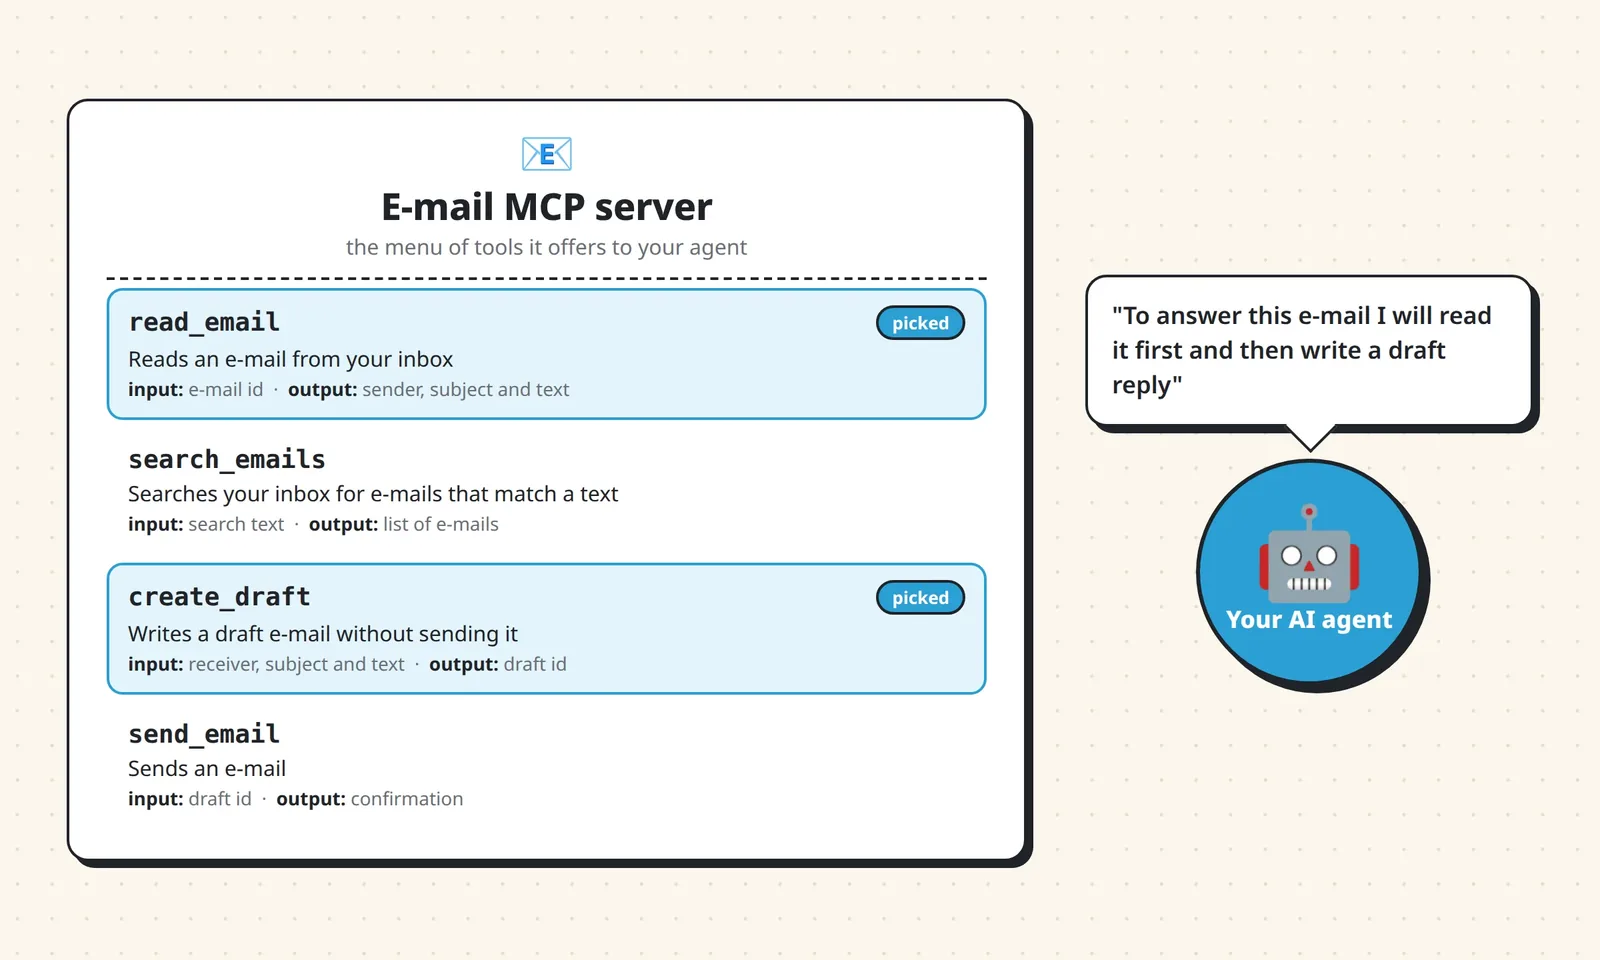 E-mail MCP server
the menu of tools it offers to your agent
read_email
picked
Reads an e-mail from your inbox
input: e-mail id · output: sender, subject and text
search_emails
Searches your inbox for e-mails that match a text
input: search text · output: list of e-mails
create_draft
picked
Writes a draft e-mail without sending it
input: receiver, subject and text · output: draft id
send_email
Sends an e-mail
input: draft id · output: confirmation
"To answer this e-mail I will read
it first and then write a draft
reply"
Your AI agent